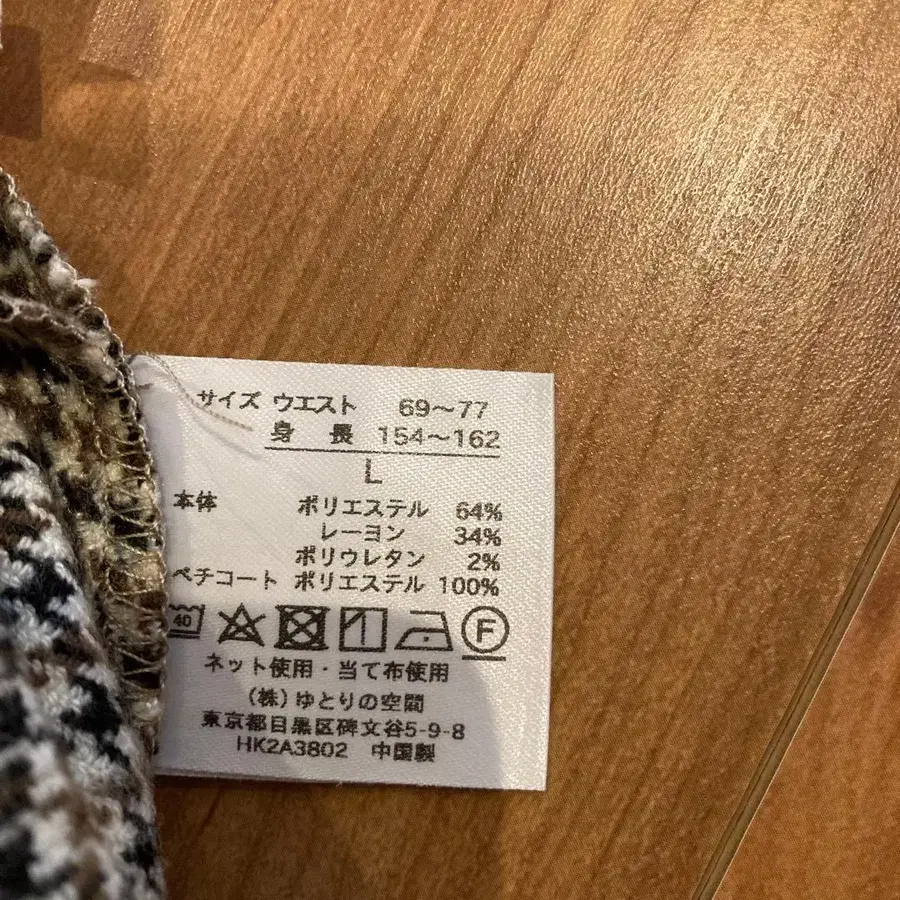 サイズ ウエスト 69～77
身 長 154～162
L
本体 ポリエステル 64%
レーヨン 34%
ポリウレタン 2%
ペチコート ポリエステル 100%
40 F
ネット使用・当て布使用
(株)ゆとりの空間
東京都目黒区碑文谷5-9-8
HK2A3802 中国製